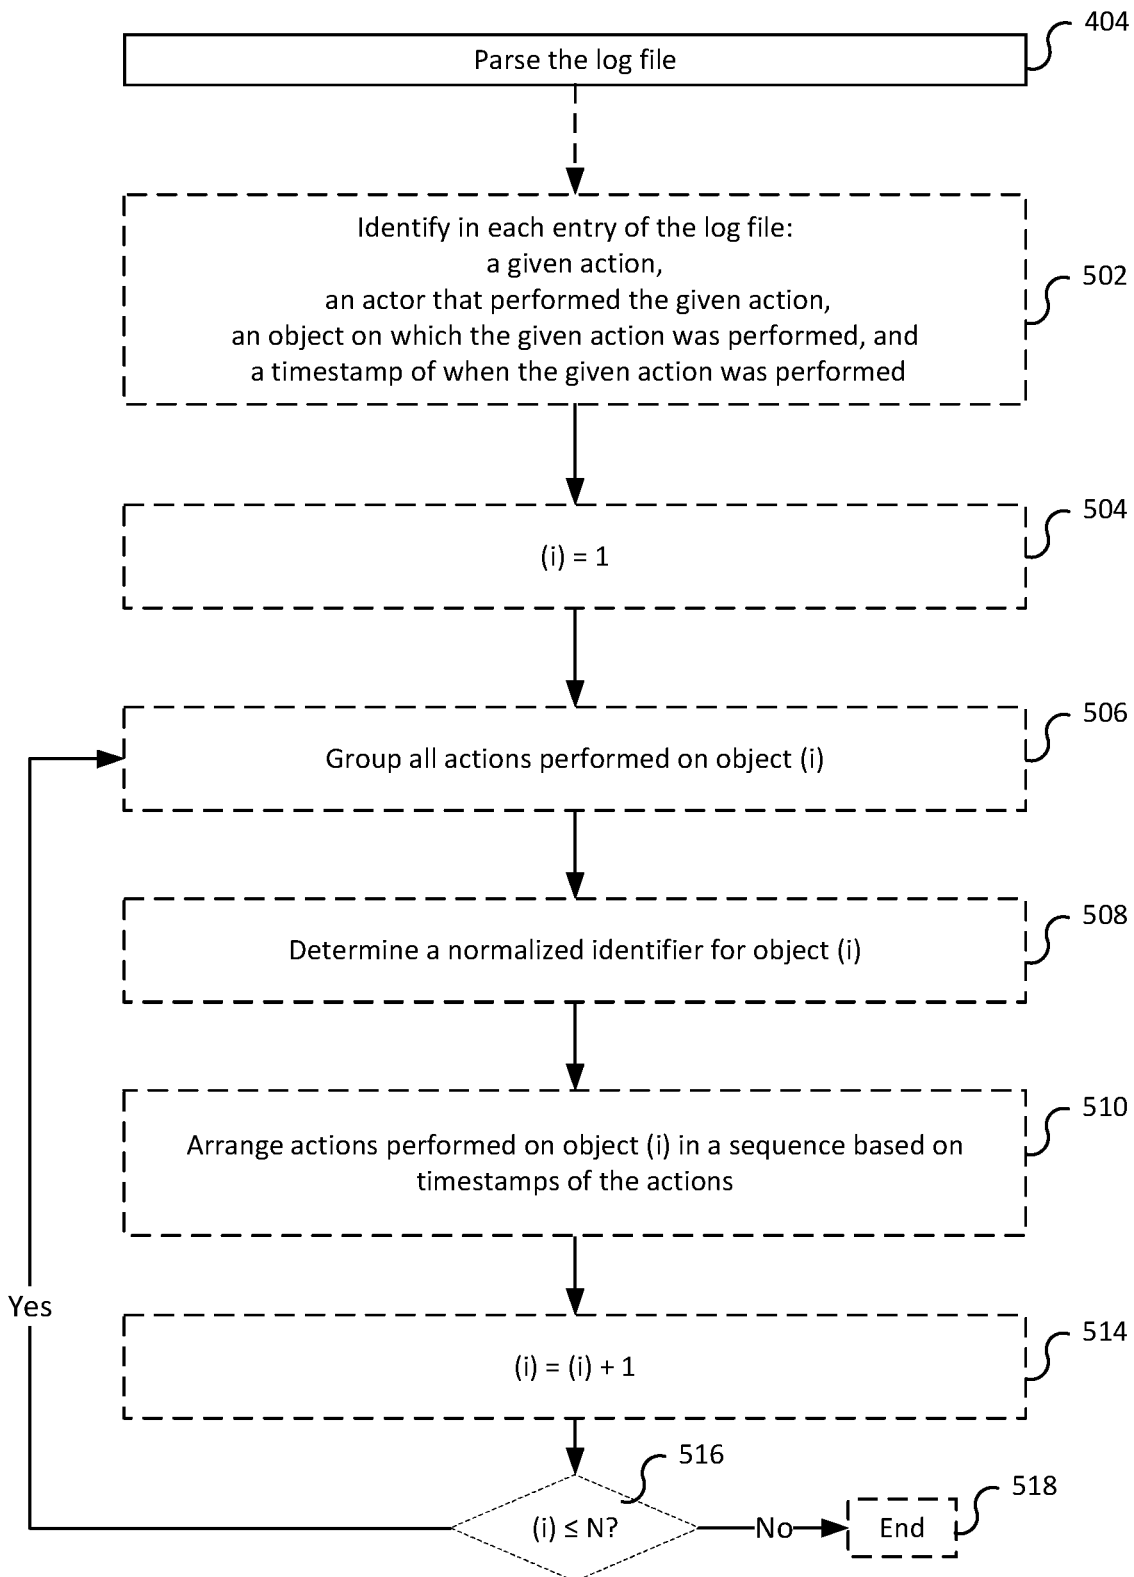 404
Parse the log file
Identify in each entry of the log file:
a given action,
502
an actor that performed the given action,
an object on which the given action was performed, and
a timestamp of when the given action was performed
504
(i) = 1
506
Group all actions performed on object (i)
508
Determine a normalized identifier for object (i)
510
Arrange actions performed on object (i) in a sequence based on
timestamps of the actions
Yes
514
(i) = (i) + 1
516
518
(i) ≤ N?
No
End